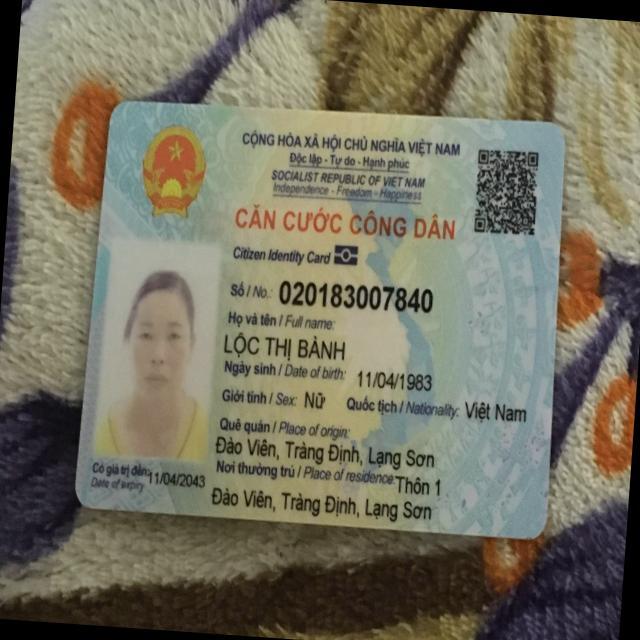 CỘNG HÒA XÃ HỘI CHỦ NGHĨA VIỆT NAM
Độc lập - Tự do - Hạnh phúc
SOCIALIST REPUBLIC OF VIET NAM
Independence - Freedom - Happiness
CĂN CƯỚC CÔNG DÂN
Citizen Identity Card
Số / No.: 020183007840
Họ và tên / Full name:
LỘC THỊ BÀNH
Ngày sinh / Date of birth: 11/04/1983
Giới tính / Sex: Nữ Quốc tịch / Nationality: Việt Nam
Quê quán / Place of origin:
Đào Viên, Tràng Định, Lạng Sơn
Nơi thường trú / Place of residence: Thôn 1
Đào Viên, Tràng Định, Lạng Sơn
Có giá trị đến: 11/04/2043
Date of expiry